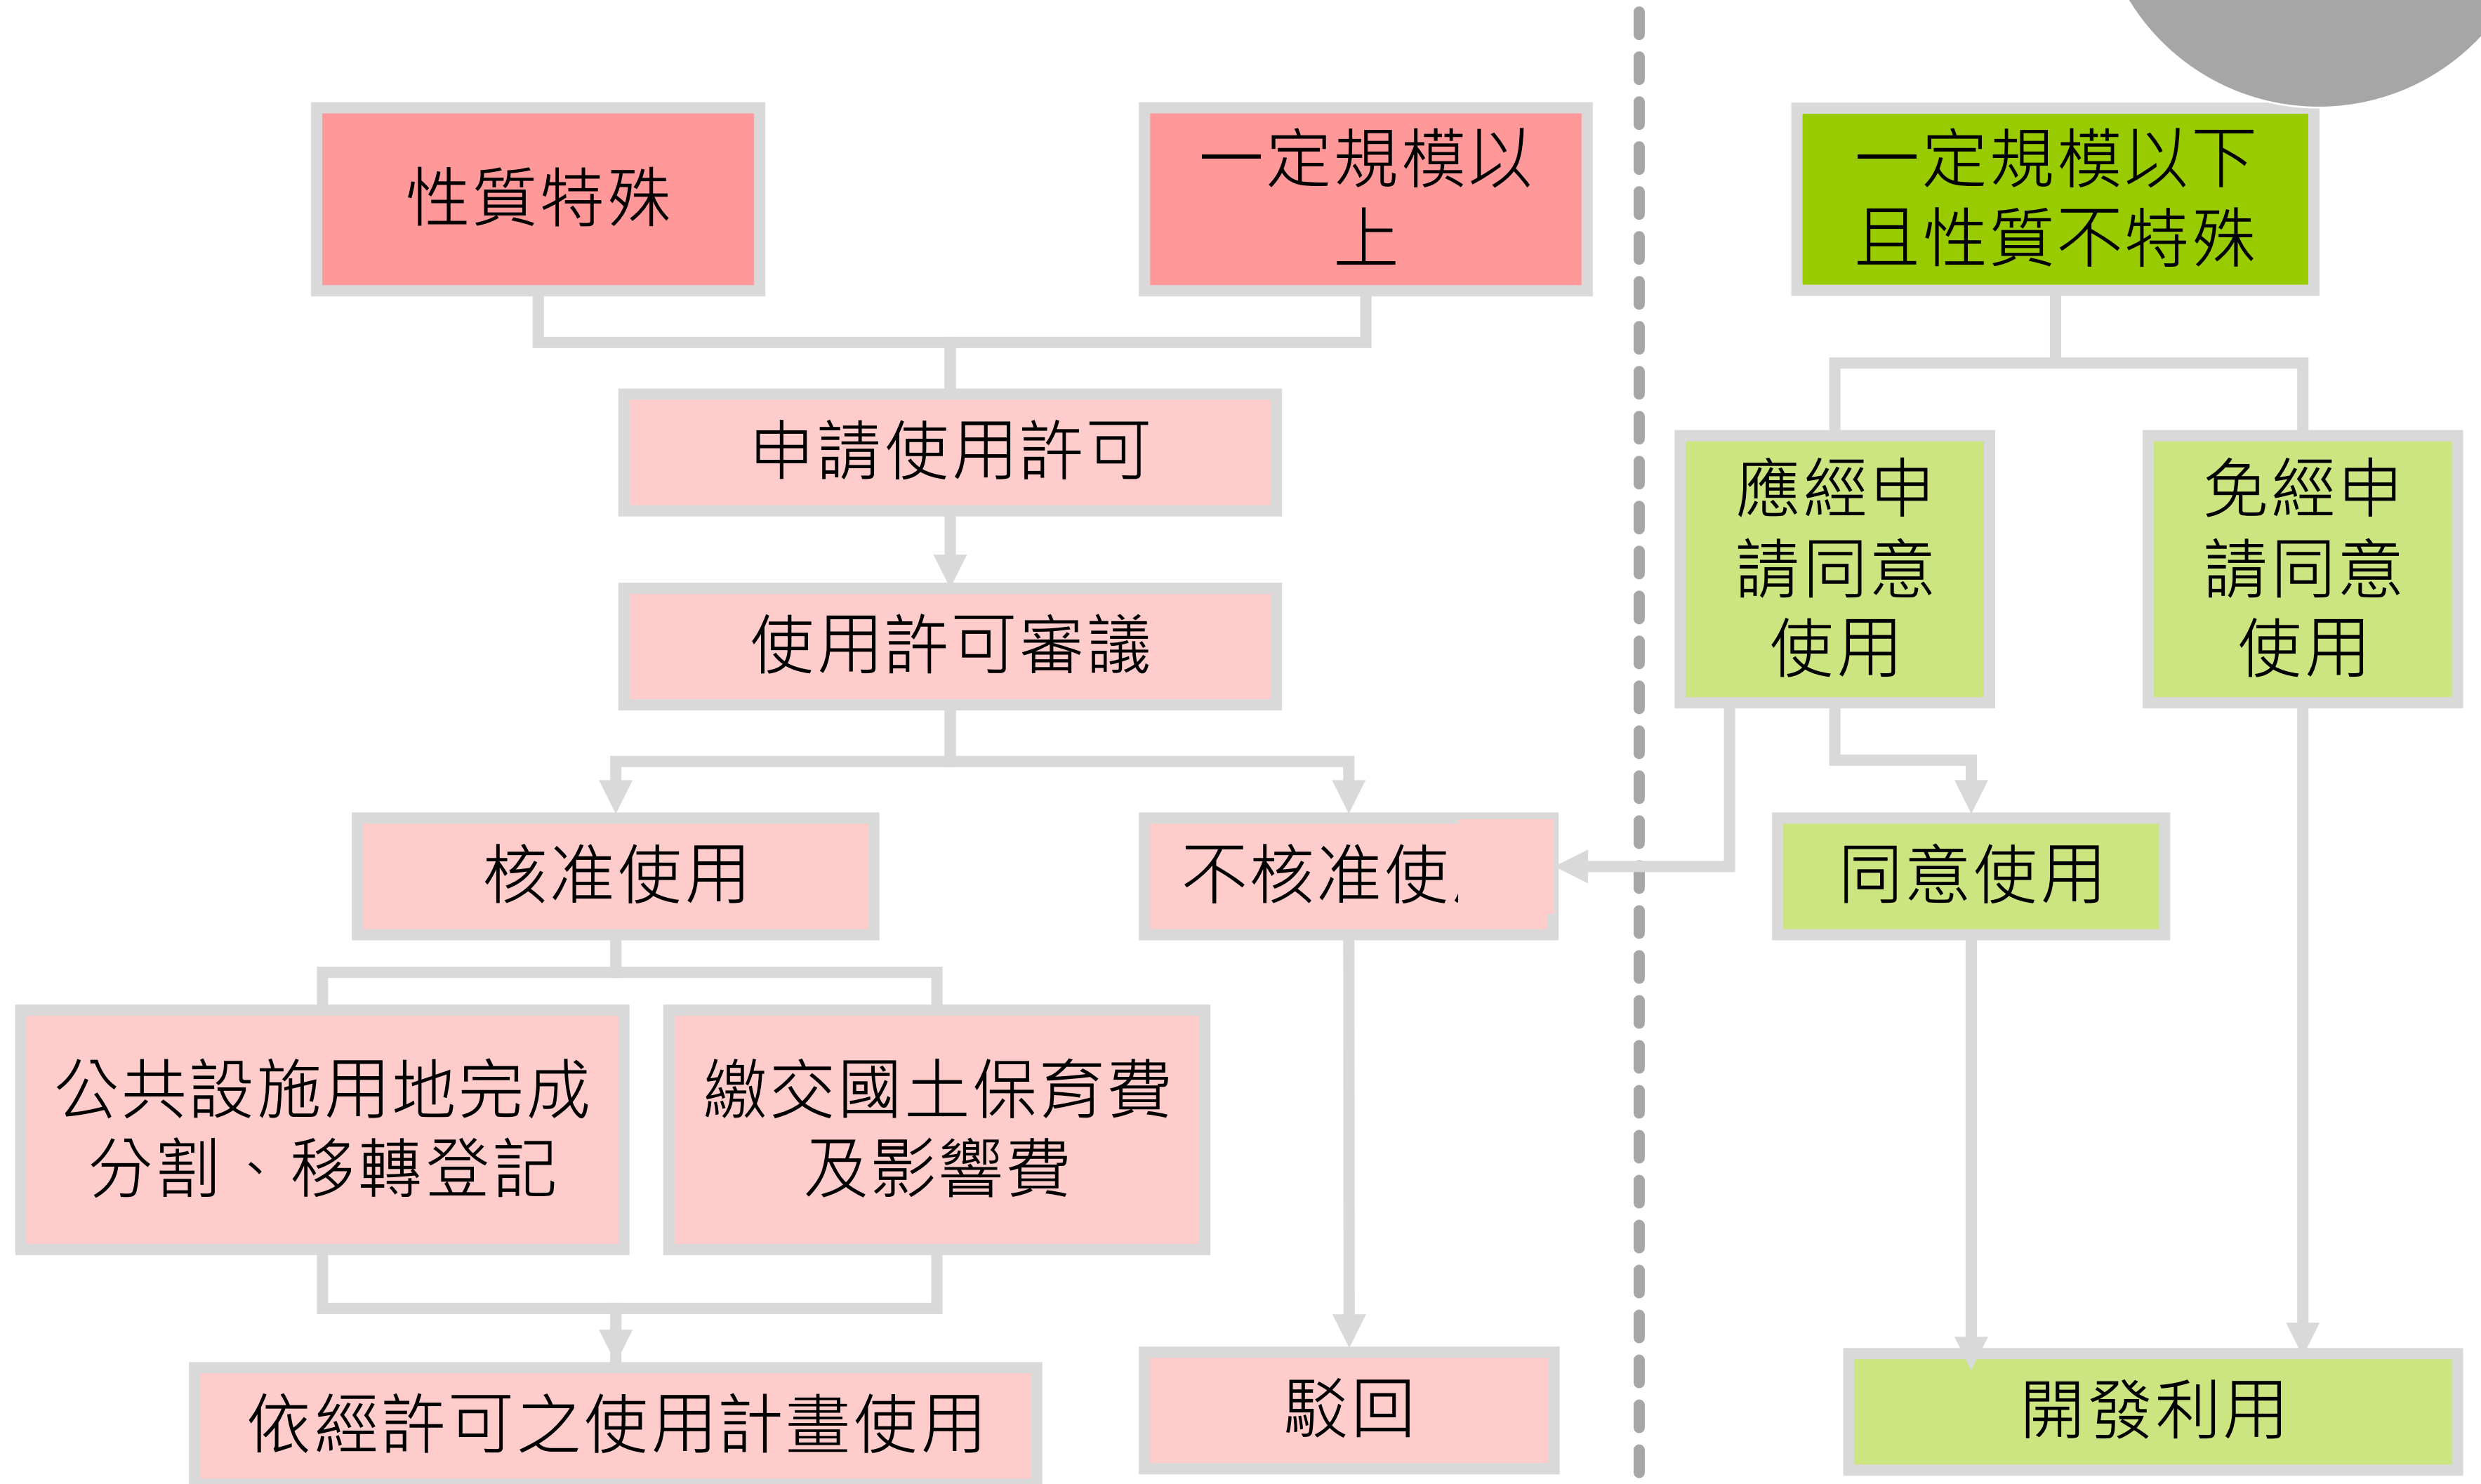 性質特殊
一定規模以
上
一定規模以下
且性質不特殊
申請使用許可
應經申
請同意
使用
免經申
請同意
使用
使用許可審議
核准使用
不核准使
同意使用
公共設施用地完成
分割、移轉登記
繳交國土保育費
及影響費
依經許可之使用計畫使用
駁回
開發利用